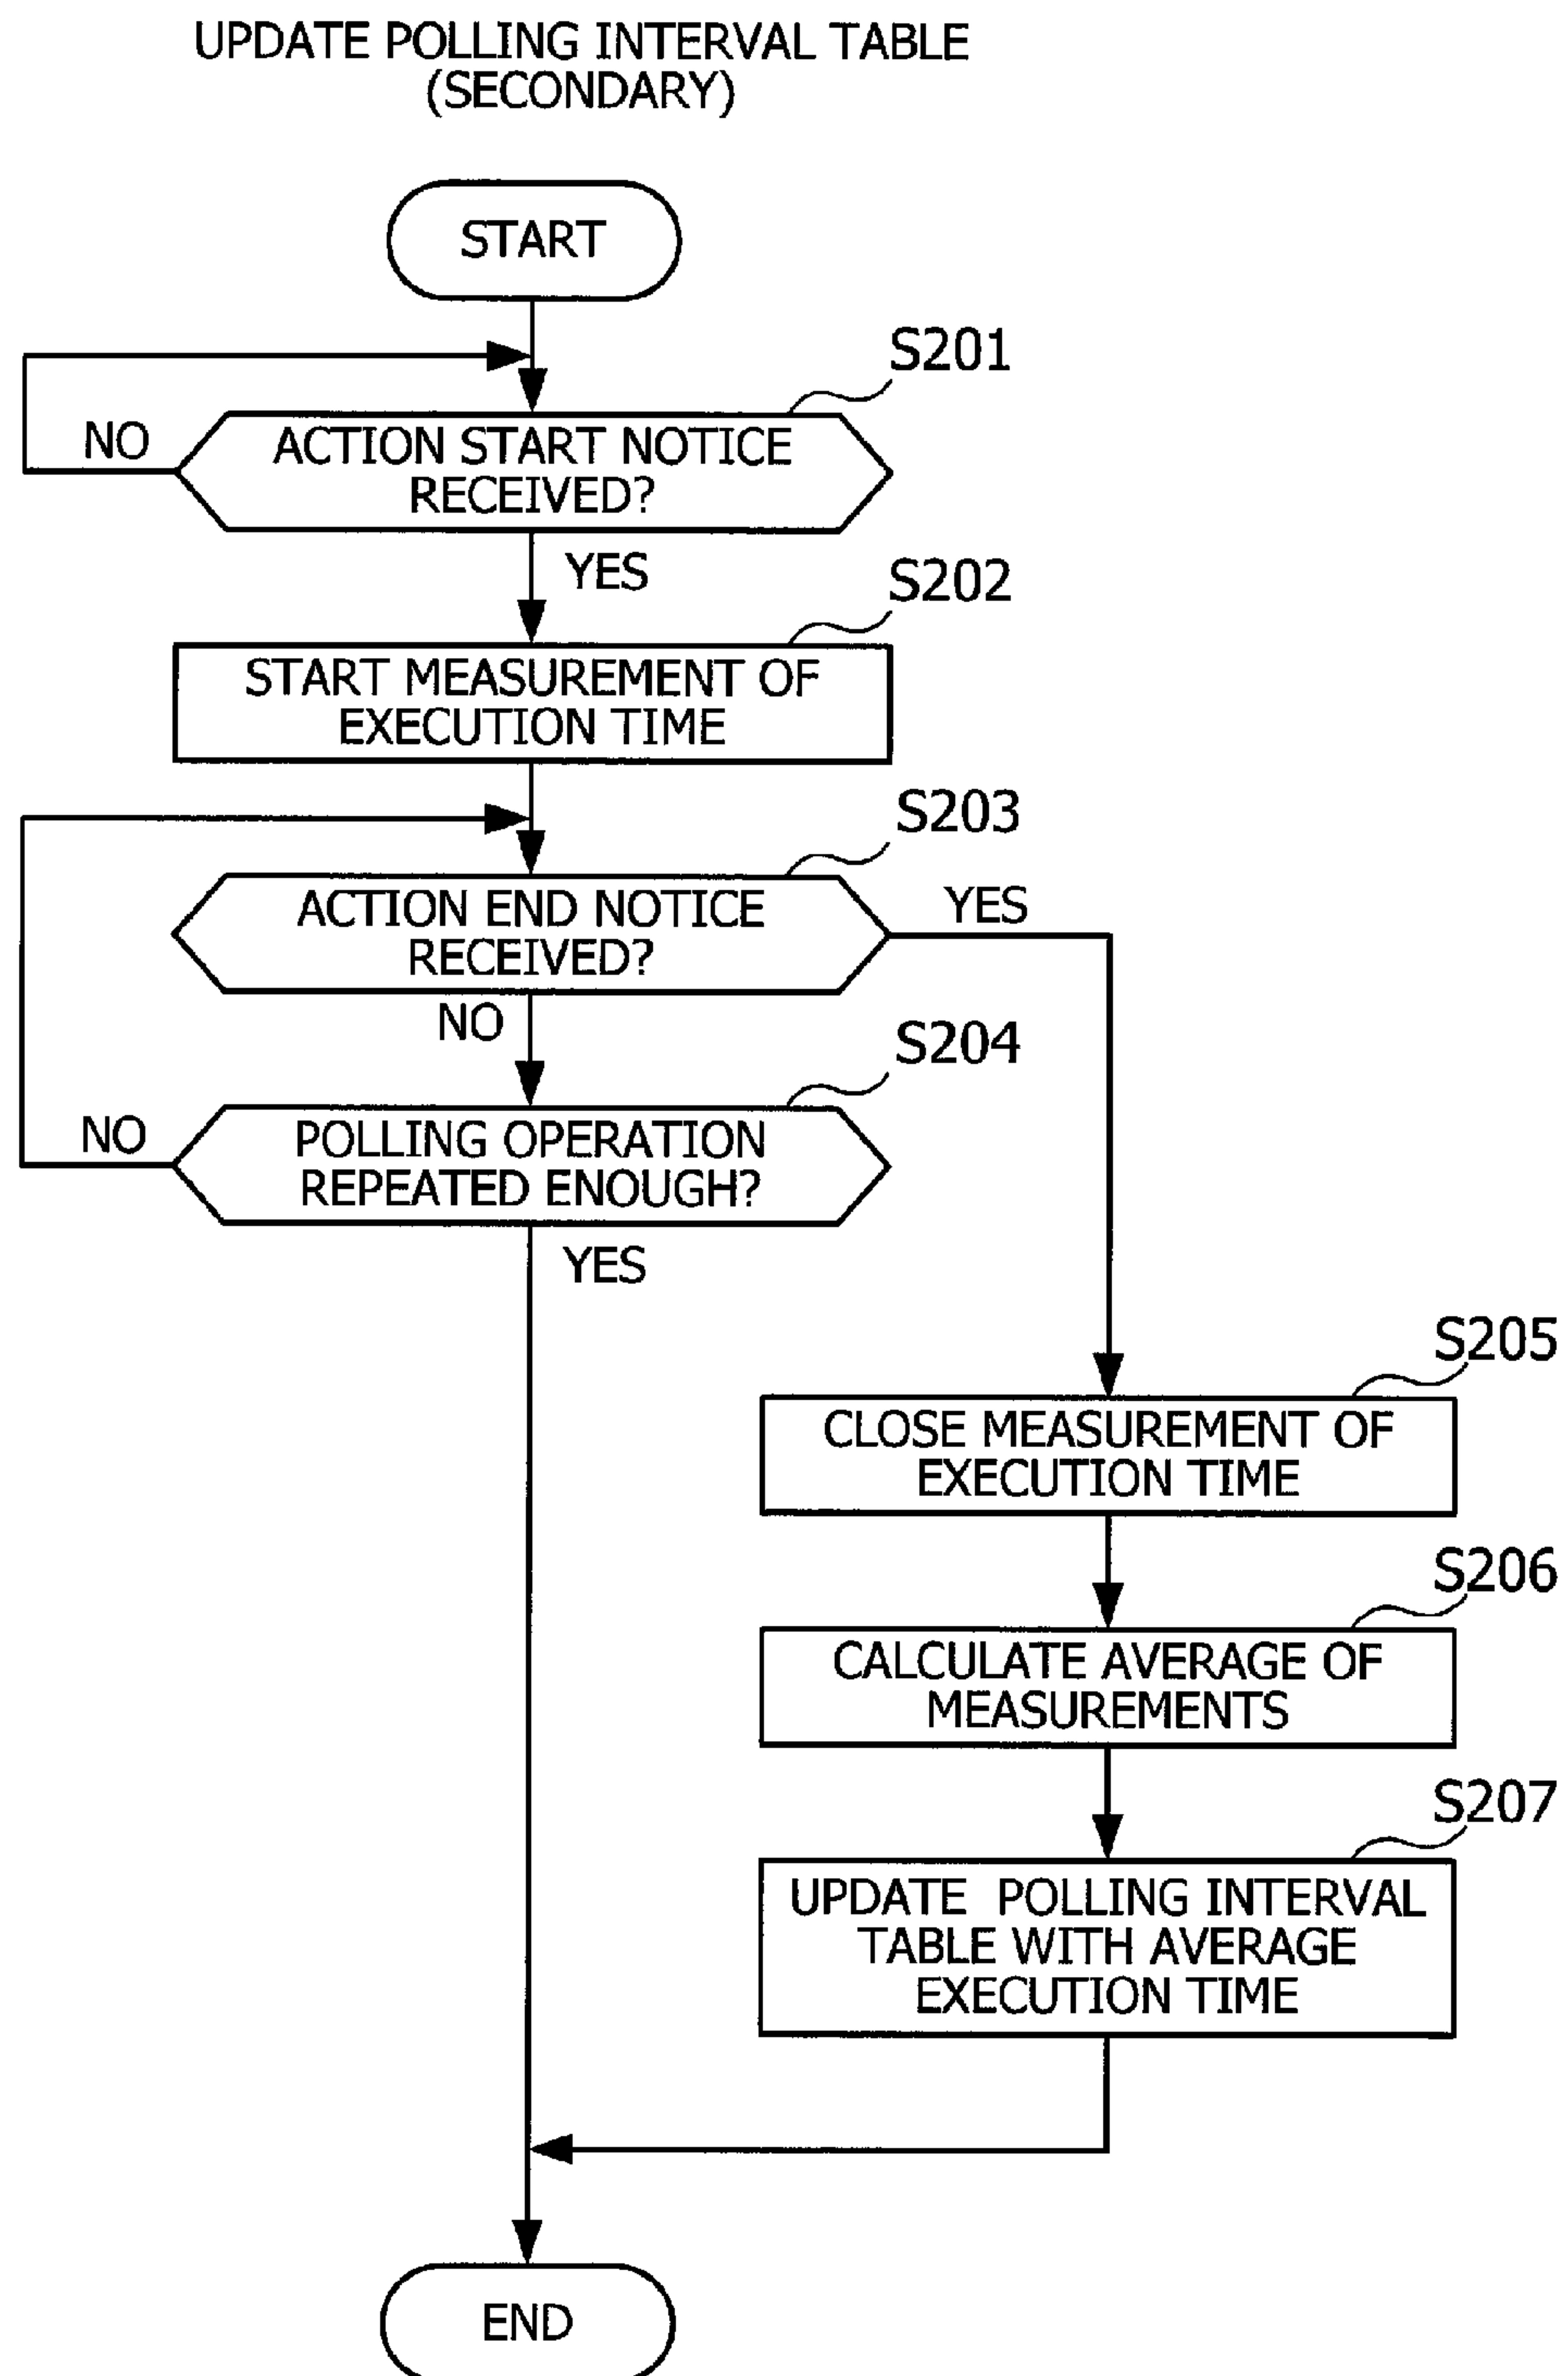 UPDATE POLLING INTERVAL TABLE
(SECONDARY)
START
S201
NO
ACTION START NOTICE
RECEIVED?
YES
S202
START MEASUREMENT OF
EXECUTION TIME
S203
ACTION END NOTICE
RECEIVED?
YES
NO
S204
NO
POLLING OPERATION
REPEATED ENOUGH?
YES
S205
CLOSE MEASUREMENT OF
EXECUTION TIME
S206
CALCULATE AVERAGE OF
MEASUREMENTS
S207
UPDATE POLLING INTERVAL
TABLE WITH AVERAGE
EXECUTION TIME
END